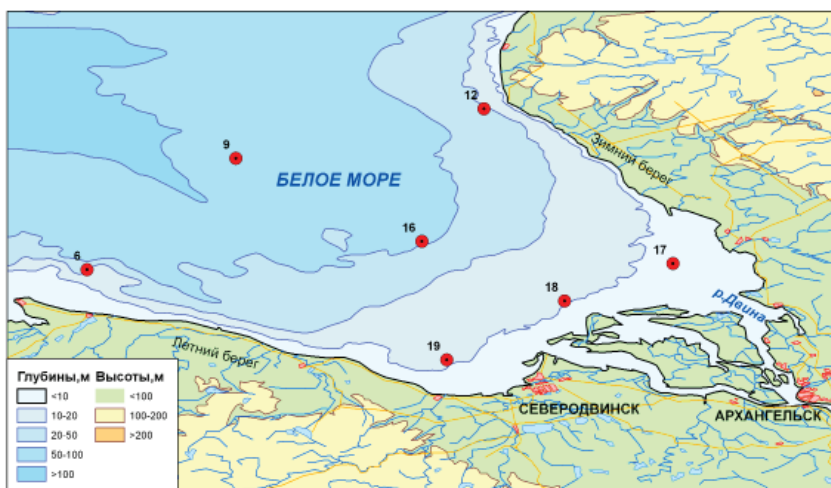 12
Зимний берег
9
БЕЛОЕ МОРЕ
16
6
17
18
р.Двина
19
Летний берег
Глубины,м Высоты,м
<10 <100
10-20 100-200
20-50 >200
50-100
>100
СЕВЕРОДВИНСК
АРХАНГЕЛЬСК